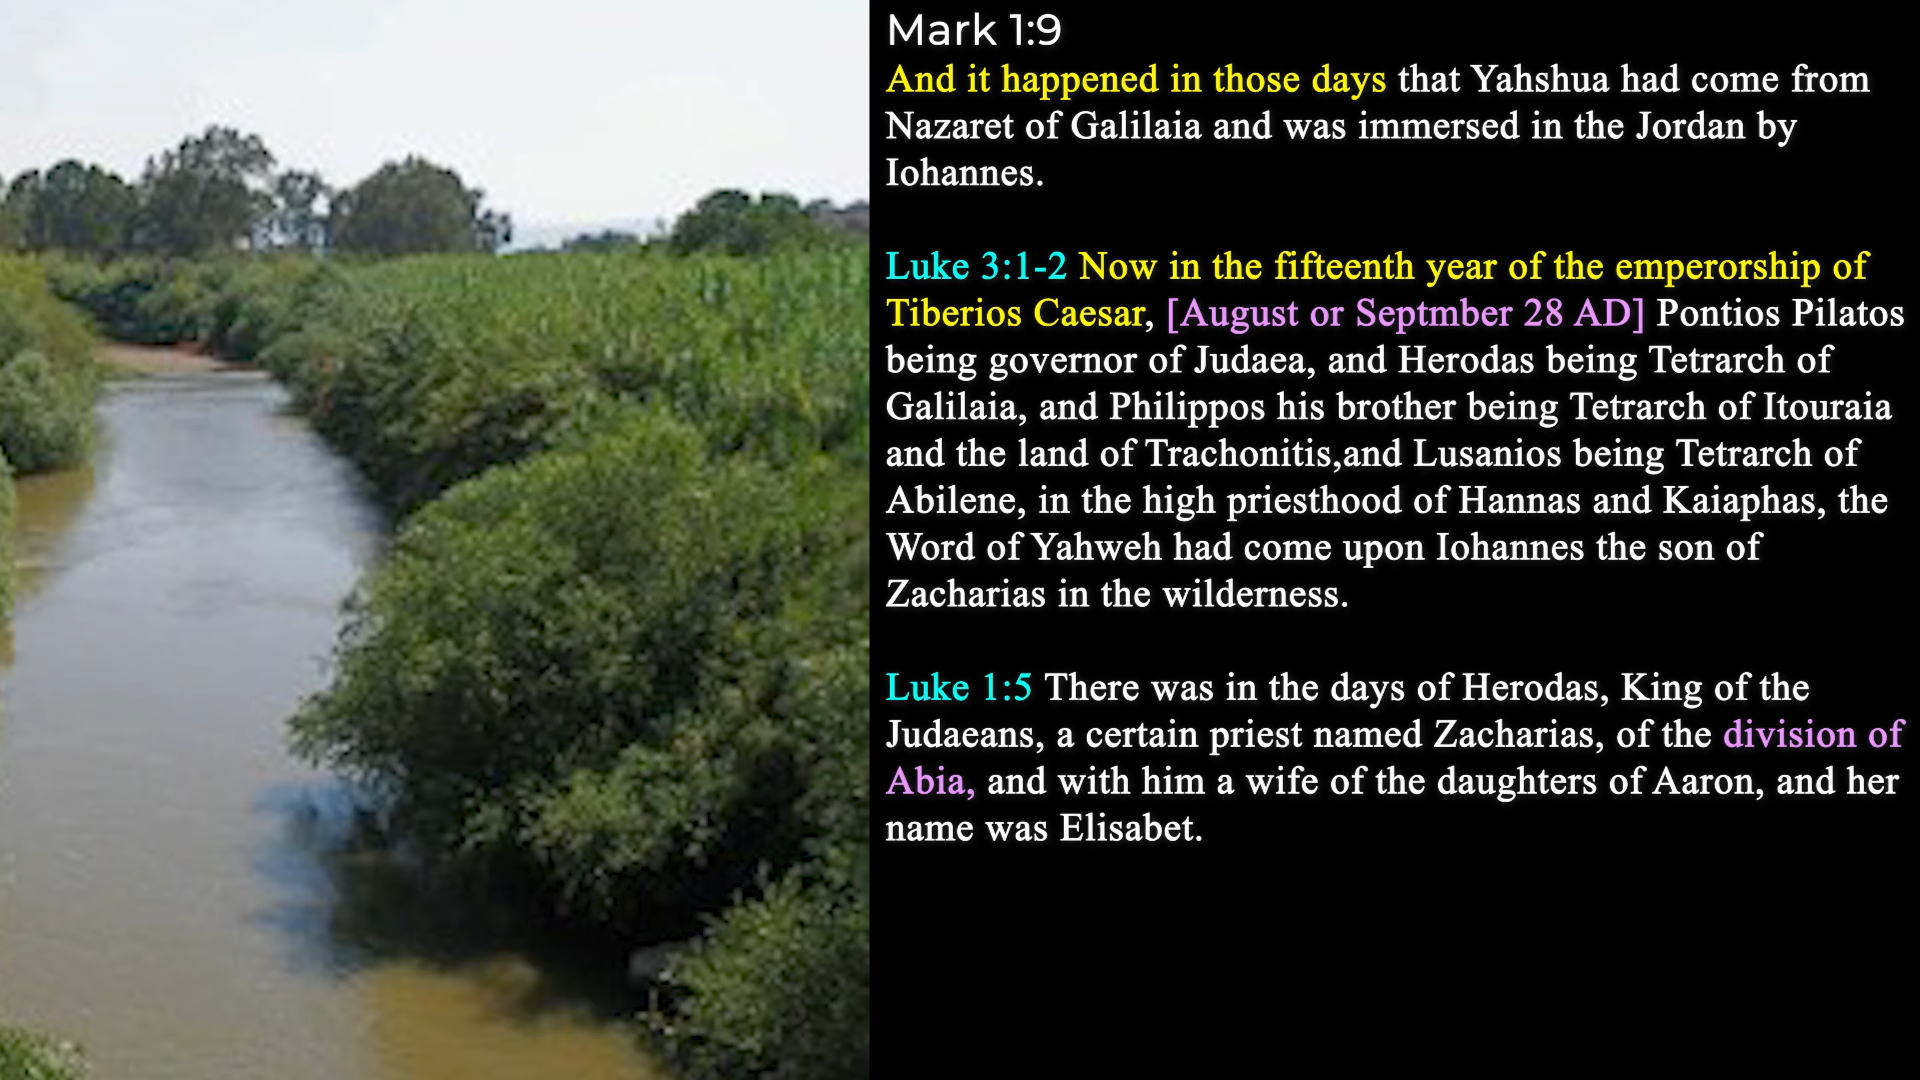 Mark 1:9
And it happened in those days that Yahshua had come from
Nazaret of Galilaia and was immersed in the Jordan by
Iohannes.
Luke 3:1-2 Now in the fifteenth year of the emperorship of
Tiberios Caesar, [August or Septmber 28 AD] Pontios Pilatos
being governor of Judaea, and Herodas being Tetrarch of
Galilaia, and Philippos his brother being Tetrarch of Itouraia
and the land of Trachonitis,and Lusanios being Tetrarch of
Abilene, in the high priesthood of Hannas and Kaiaphas, the
Word of Yahweh had come upon Iohannes the son of
Zacharias in the wilderness.
Luke 1:5 There was in the days of Herodas, King of the
Judaeans, a certain priest named Zacharias, of the division of
Abia, and with him a wife of the daughters of Aaron, and her
name was Elisabet.